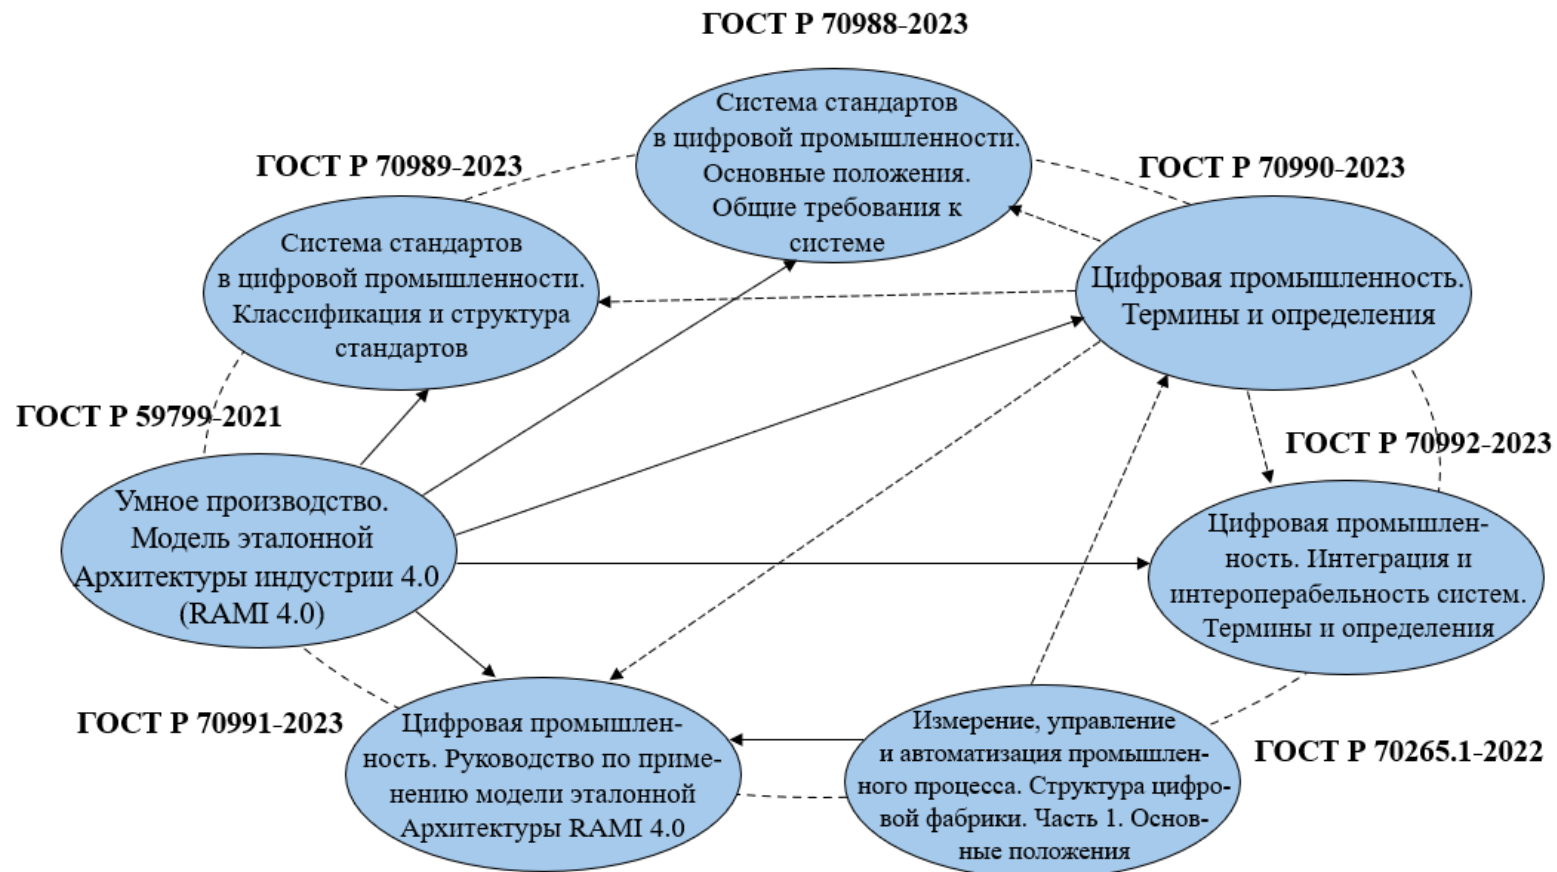 ГОСТ Р 70988-2023
Система стандартов
в цифровой промышленности.
Основные положения.
Общие требования к
системе
ГОСТ Р 70989-2023
Система стандартов
в цифровой промышленности.
Классификация и структура
стандартов
ГОСТ Р 70990-2023
Цифровая промышленность.
Термины и определения
ГОСТ Р 59799-2021
Умное производство.
Модель эталонной
Архитектуры индустрии 4.0
(RAMI 4.0)
ГОСТ Р 70992-2023
Цифровая промышлен-
ность. Интеграция и
интероперабельность систем.
Термины и определения
ГОСТ Р 70991-2023
Цифровая промышлен-
ность. Руководство по приме-
нению модели эталонной
Архитектуры RAMI 4.0
Измерение, управление
и автоматизация промышлен-
ного процесса. Структура цифро-
вой фабрики. Часть 1. Основ-
ные положения
ГОСТ Р 70265.1-2022